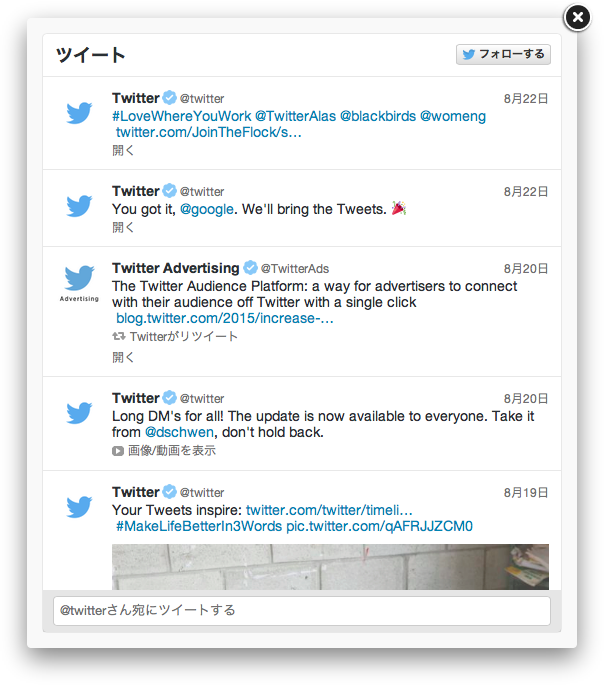 ツイート
フォローする
Twitter @twitter 8月22日
#LoveWhereYouWork @TwitterAlas @blackbirds @womeng
twitter.com/JoinTheFlock/s…
開く
Twitter @twitter 8月22日
You got it, @google. We'll bring the Tweets. 🎉
開く
Twitter Advertising @TwitterAds 8月20日
Advertising
The Twitter Audience Platform: a way for advertisers to connect
with their audience off Twitter with a single click
blog.twitter.com/2015/increase-…
Twitterがリツイート
開く
Twitter @twitter 8月20日
Long DM's for all! The update is now available to everyone. Take it
from @dschwen, don't hold back.
画像/動画を表示
Twitter @twitter 8月19日
Your Tweets inspire: twitter.com/twitter/timeli…
#MakeLifeBetterIn3Words pic.twitter.com/qAFRJJZCM0
@twitterさん宛にツイートする